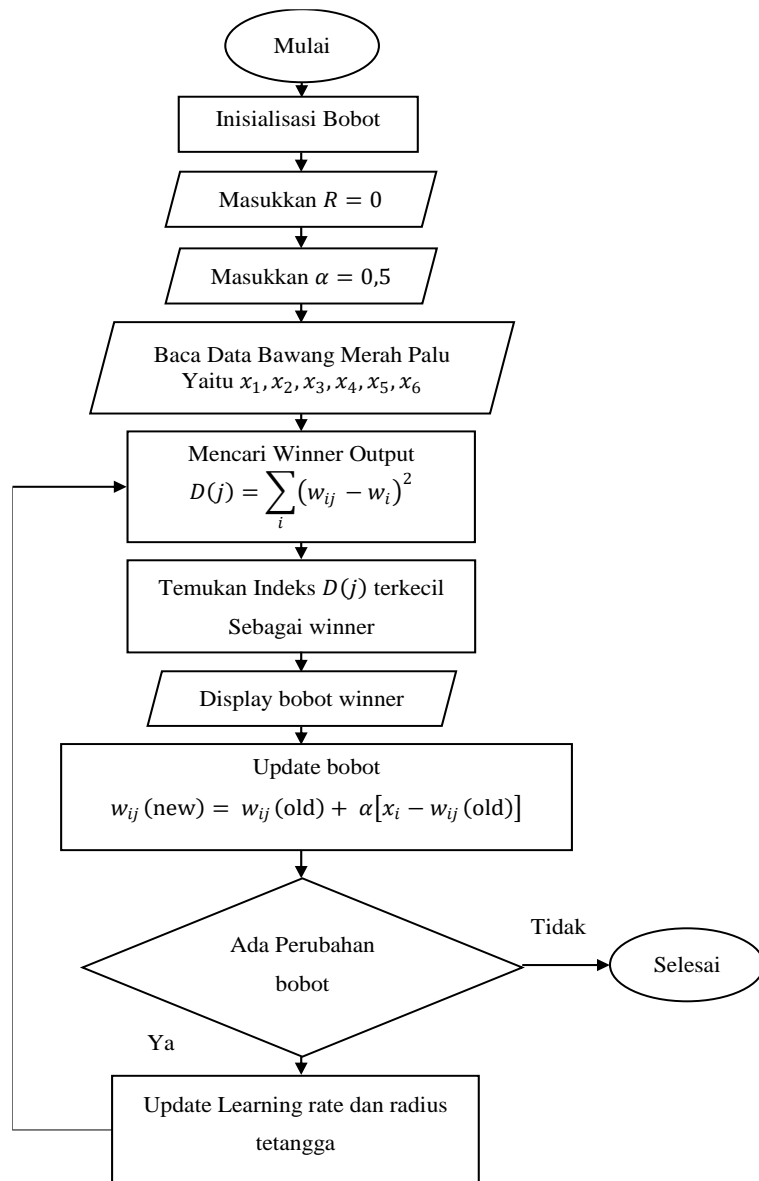 Mulai
Inisialisasi Bobot
Masukkan R = 0
Masukkan α = 0,5
Baca Data Bawang Merah Palu
Yaitu x₁, x₂, x₃, x₄, x₅, x₆
Mencari Winner Output
D(j) = ∑ᵢ (wᵢⱼ − wᵢ)²
Temukan Indeks D(j) terkecil
Sebagai winner
Display bobot winner
Update bobot
wᵢⱼ(new) = wᵢⱼ(old) + α[xᵢ − wᵢⱼ(old)]
Ada Perubahan
bobot
Tidak
Selesai
Ya
Update Learning rate dan radius
tetangga